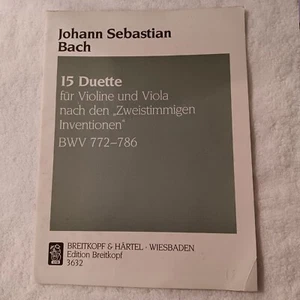 Johann Sebastian
Bach
15 Duette
für Violine und Viola
nach den „Zweistimmigen
Inventionen“
BWV 772–786
BREITKOPF & HÄRTEL · WIESBADEN
Edition Breitkopf
3632